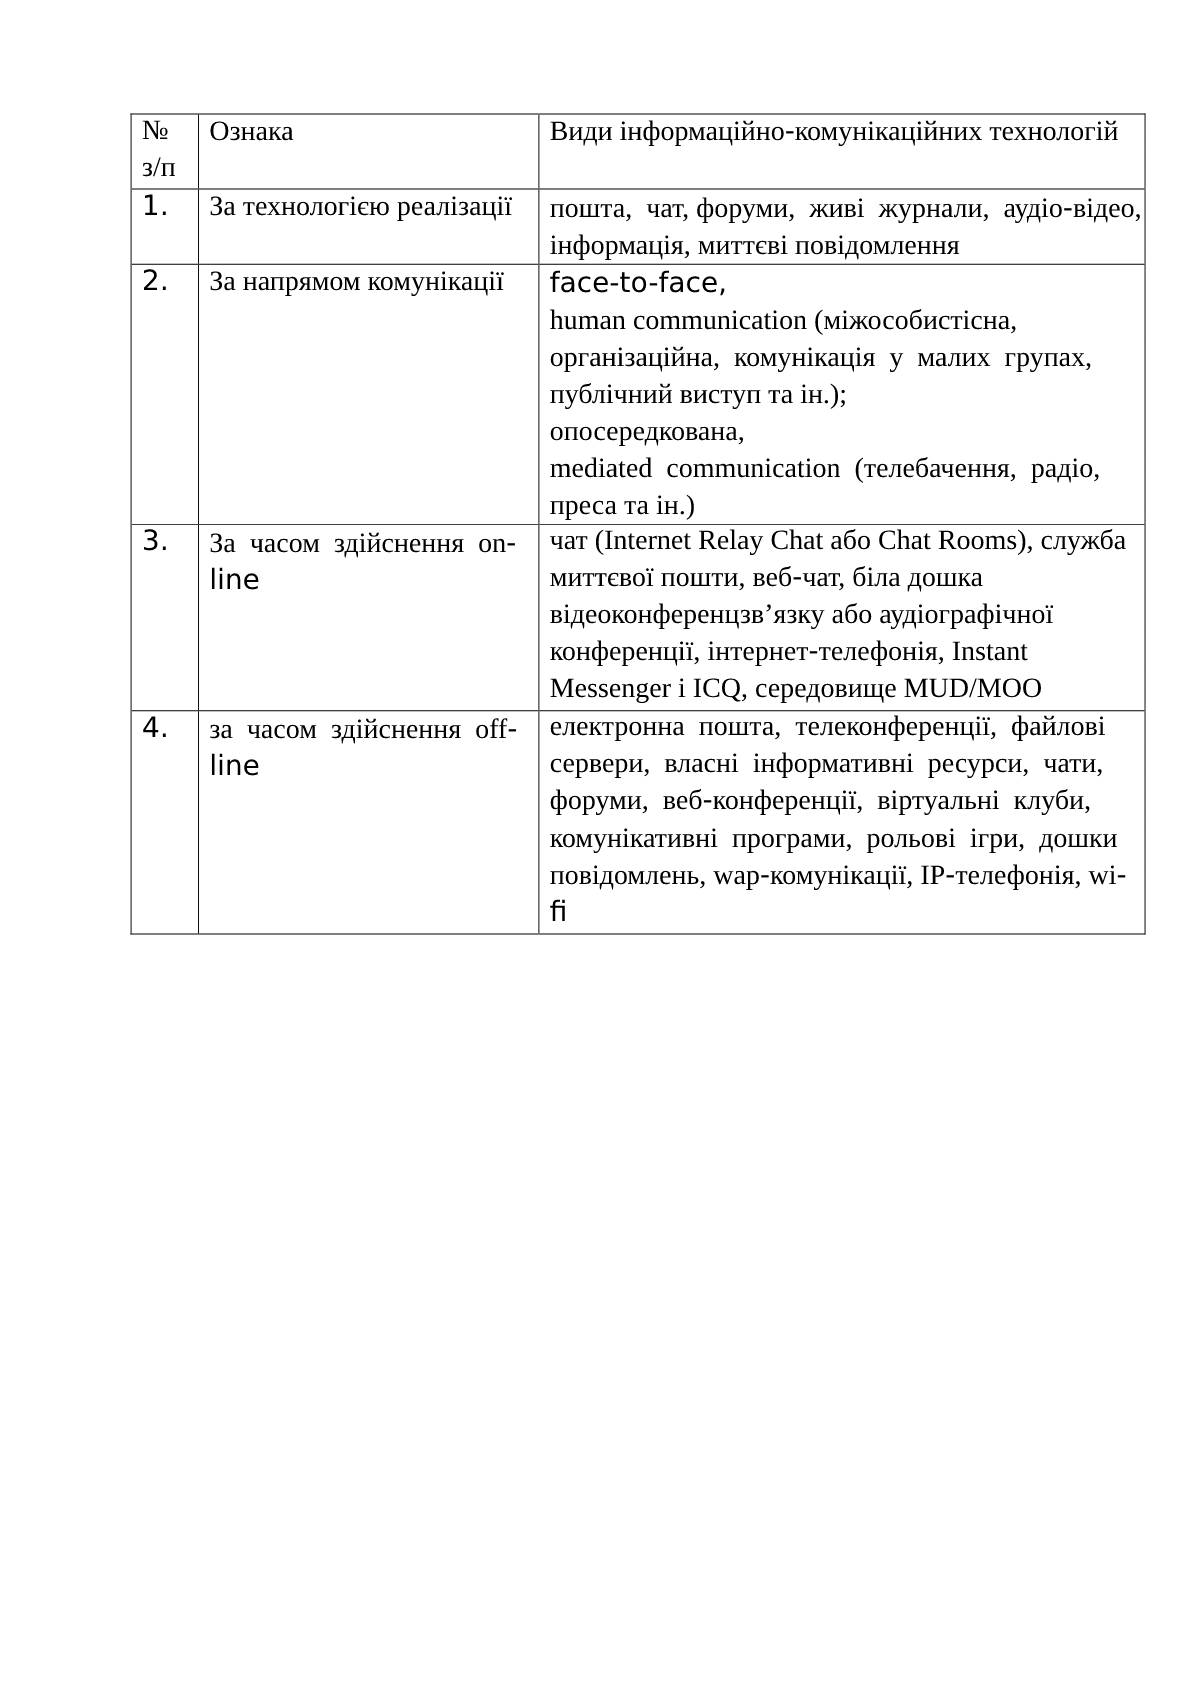 №
з/п
Ознака
Види інформаційно-комунікаційних технологій
1.
За технологією реалізації
пошта, чат, форуми, живі журнали, аудіо-відео,
інформація, миттєві повідомлення
2.
За напрямом комунікації
face-to-face,
human communication (міжособистісна,
організаційна, комунікація у малих групах,
публічний виступ та ін.);
опосередкована,
mediated communication (телебачення, радіо,
преса та ін.)
3.
За часом здійснення on-
line
чат (Internet Relay Chat або Chat Rooms), служба
миттєвої пошти, веб-чат, біла дошка
відеоконференцзв’язку або аудіографічної
конференції, інтернет-телефонія, Instant
Messenger і ICQ, середовище MUD/MOO
4.
за часом здійснення off-
line
електронна пошта, телеконференції, файлові
сервери, власні інформативні ресурси, чати,
форуми, веб-конференції, віртуальні клуби,
комунікативні програми, рольові ігри, дошки
повідомлень, wap-комунікації, IP-телефонія, wi-
fi